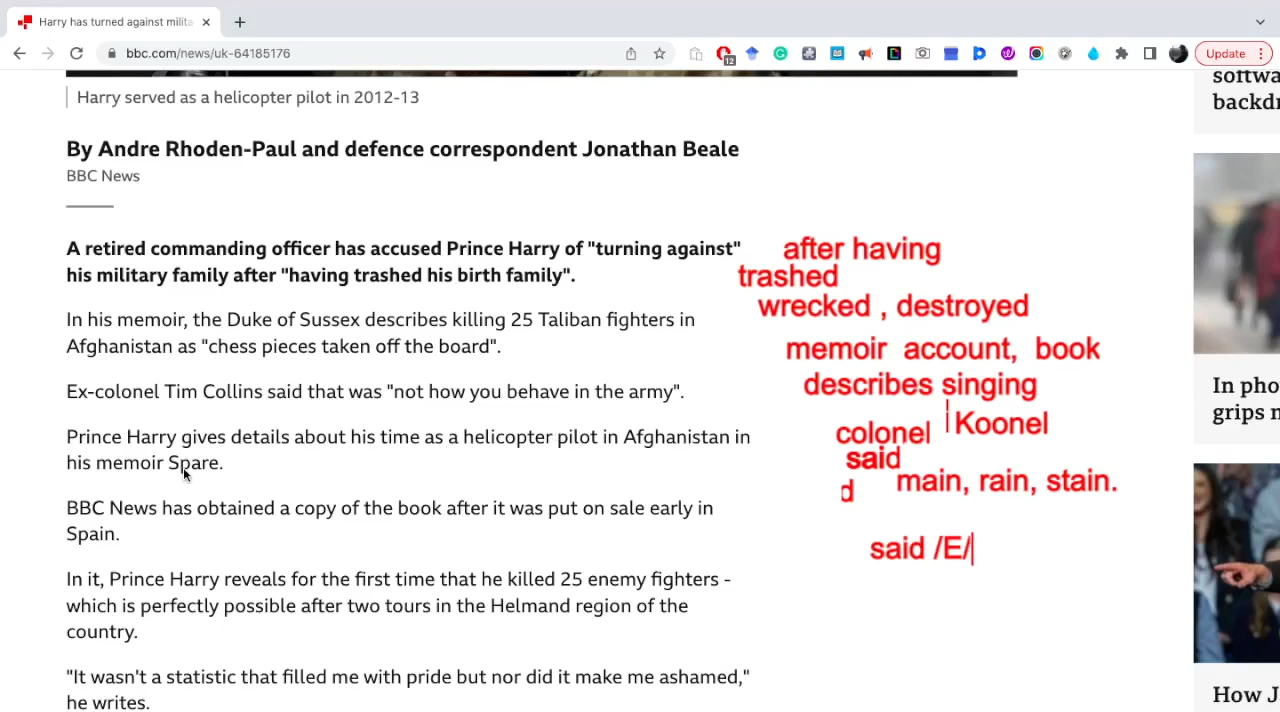 Harry has turned against milita
bbc.com/news/uk-64185176
12
Update
Harry served as a helicopter pilot in 2012-13
By Andre Rhoden-Paul and defence correspondent Jonathan Beale
BBC News
A retired commanding officer has accused Prince Harry of "turning against"
his military family after "having trashed his birth family".
In his memoir, the Duke of Sussex describes killing 25 Taliban fighters in
Afghanistan as "chess pieces taken off the board".
Ex-colonel Tim Collins said that was "not how you behave in the army".
Prince Harry gives details about his time as a helicopter pilot in Afghanistan in
his memoir Spare.
BBC News has obtained a copy of the book after it was put on sale early in
Spain.
In it, Prince Harry reveals for the first time that he killed 25 enemy fighters -
which is perfectly possible after two tours in the Helmand region of the
country.
"It wasn't a statistic that filled me with pride but nor did it make me ashamed,"
he writes.
after having
trashed
wrecked , destroyed
memoir account, book
describes singing
colonel Koonel
said
d main, rain, stain.
said /E/
softwa
backdr
In pho
grips n
How J